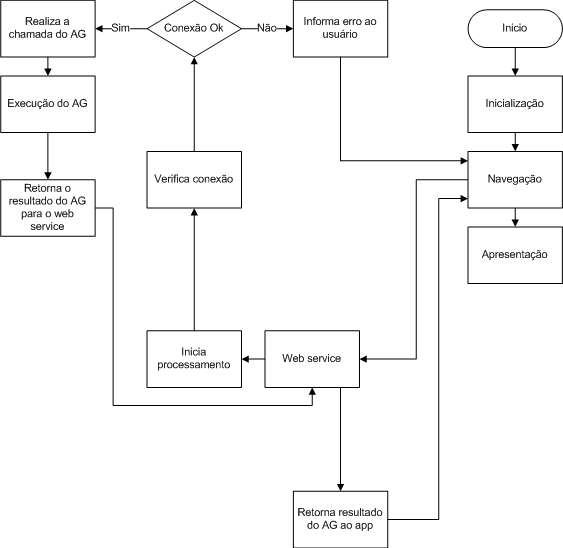 Realiza a
chamada do AG
Sim
Conexão Ok
Não
Informa erro ao
usuário
Início
Execução do AG
Inicialização
Retorna o
resultado do AG
para o web
service
Verifica conexão
Navegação
Apresentação
Inicia
processamento
Web service
Retorna resultado
do AG ao app